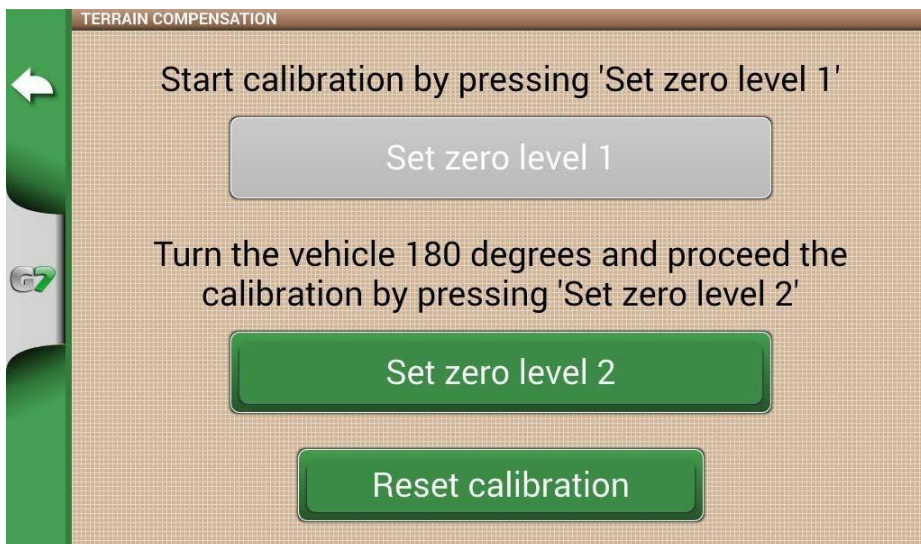 TERRAIN COMPENSATION
Start calibration by pressing 'Set zero level 1'
Set zero level 1
Turn the vehicle 180 degrees and proceed the
calibration by pressing 'Set zero level 2'
G7
Set zero level 2
Reset calibration